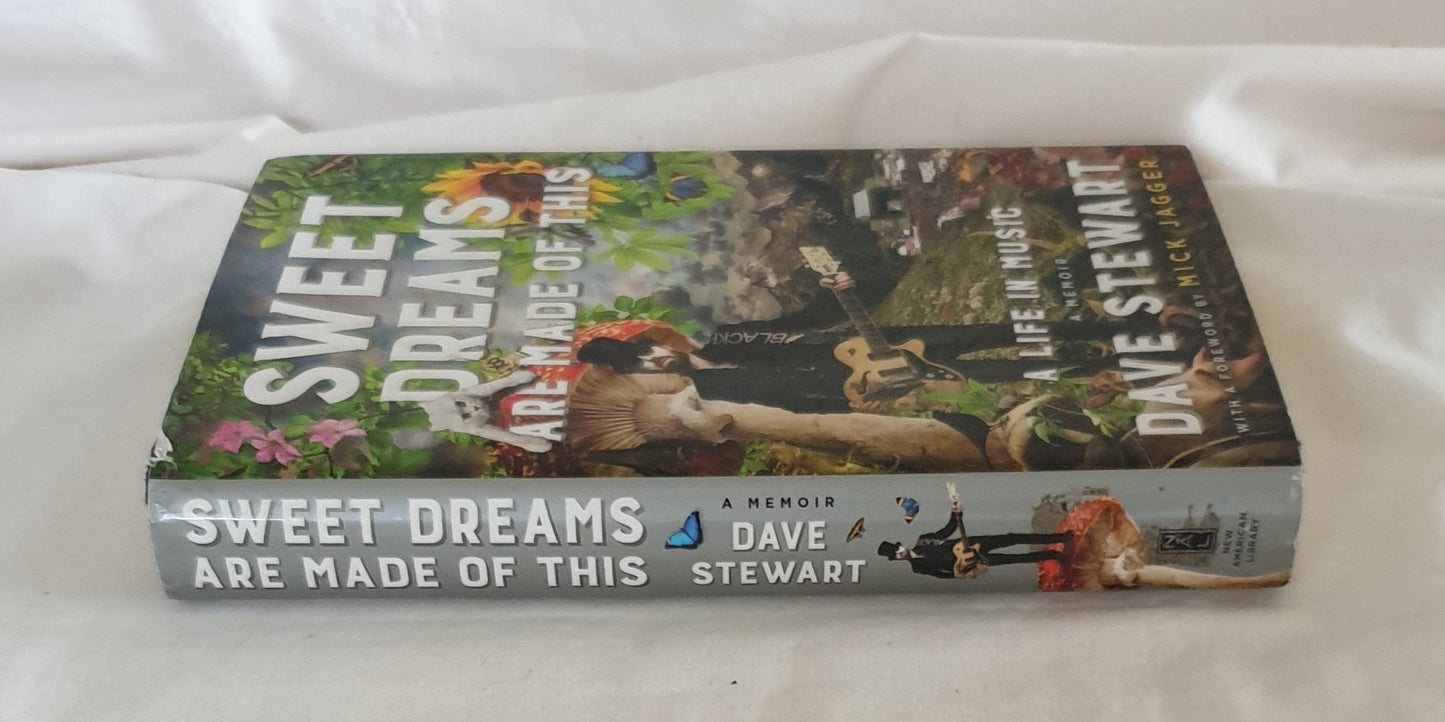 SWEET
DREAMS
ARE MADE OF THIS
A LIFE IN MUSIC
A MEMOIR
DAVE STEWART
WITH A FOREWORD BY MICK JAGGER
SWEET DREAMS
ARE MADE OF THIS
A MEMOIR
DAVE
STEWART
NAL
NEW
AMERICAN
LIBRARY